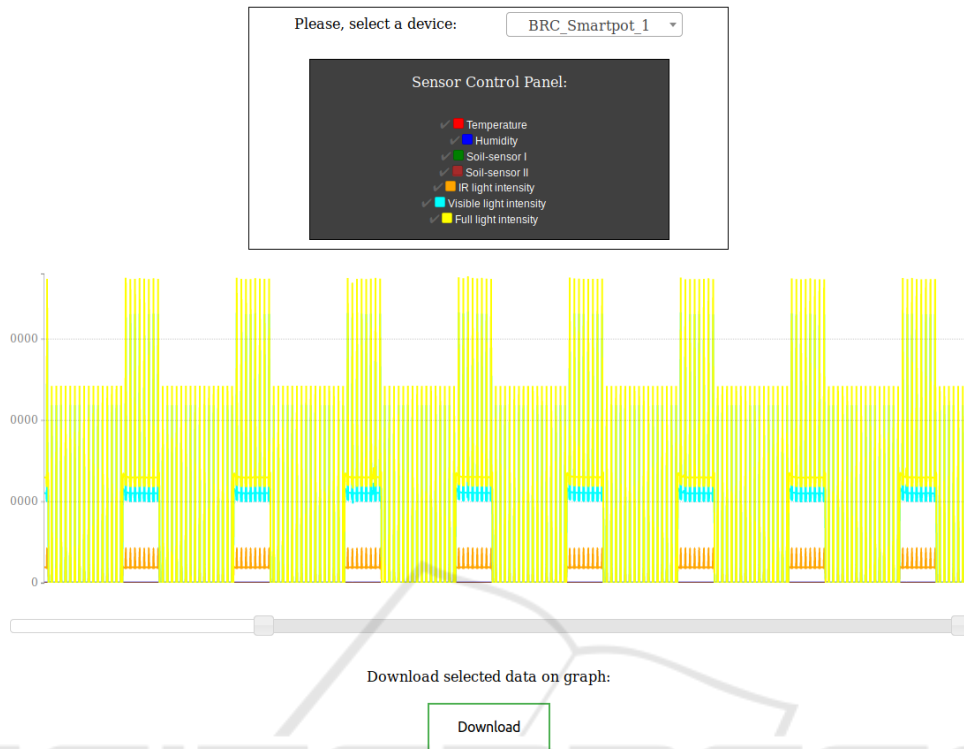 Please, select a device: BRC_Smartpot_1
Sensor Control Panel:
✓ Temperature
✓ Humidity
✓ Soil-sensor I
✓ Soil-sensor II
✓ IR light intensity
✓ Visible light intensity
✓ Full light intensity
0000
0000
0000
0
Download selected data on graph:
Download